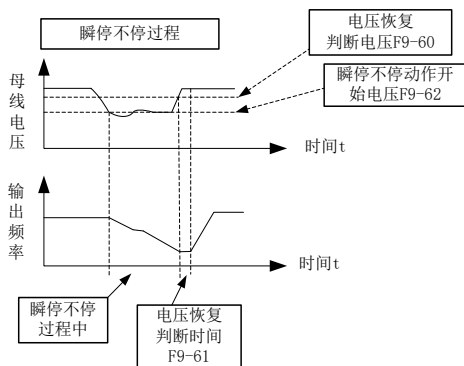 瞬停不停过程
电压恢复
判断电压F9-60
瞬停不停动作开
始电压F9-62
母线电压
时间t
输出频率
时间t
瞬停不停
过程中
电压恢复
判断时间
F9-61